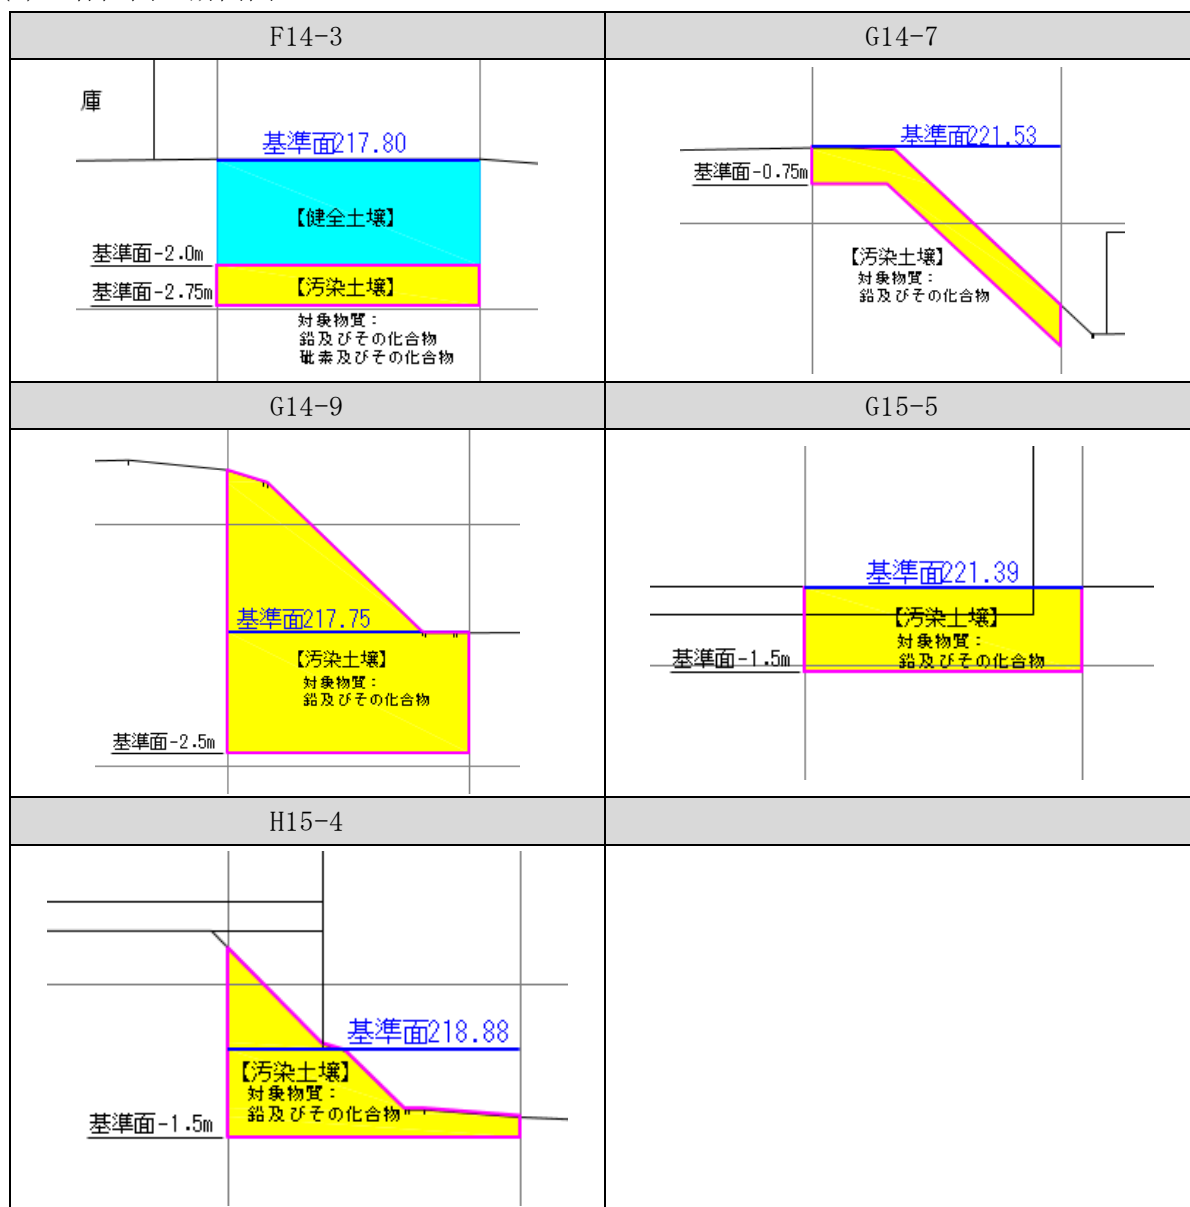 F14-3
G14-7
庫
基準面217.80
【健全土壌】
基準面-2.0m
基準面-2.75m
【汚染土壌】
対象物質：
鉛及びその化合物
砒素及びその化合物
基準面221.53
基準面-0.75m
【汚染土壌】
対象物質：
鉛及びその化合物
G14-9
G15-5
基準面217.75
【汚染土壌】
対象物質：
鉛及びその化合物
基準面-2.5m
基準面221.39
【汚染土壌】
対象物質：
鉛及びその化合物
基準面-1.5m
H15-4
基準面218.88
【汚染土壌】
対象物質：
鉛及びその化合物
基準面-1.5m